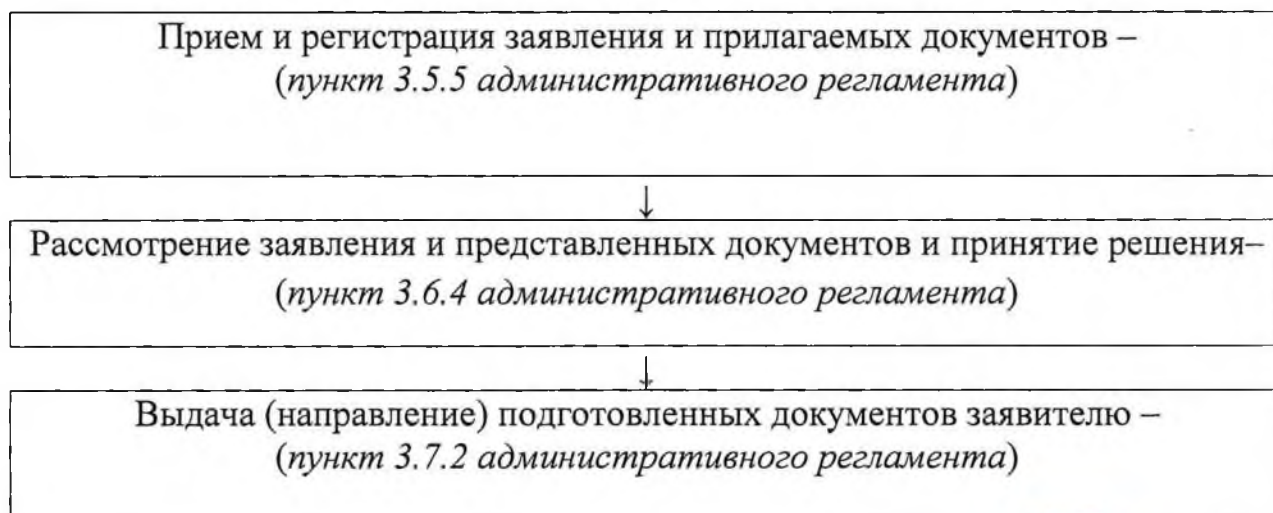 Прием и регистрация заявления и прилагаемых документов –
(пункт 3.5.5 административного регламента)
↓
Рассмотрение заявления и представленных документов и принятие решения–
(пункт 3.6.4 административного регламента)
↓
Выдача (направление) подготовленных документов заявителю –
(пункт 3.7.2 административного регламента)